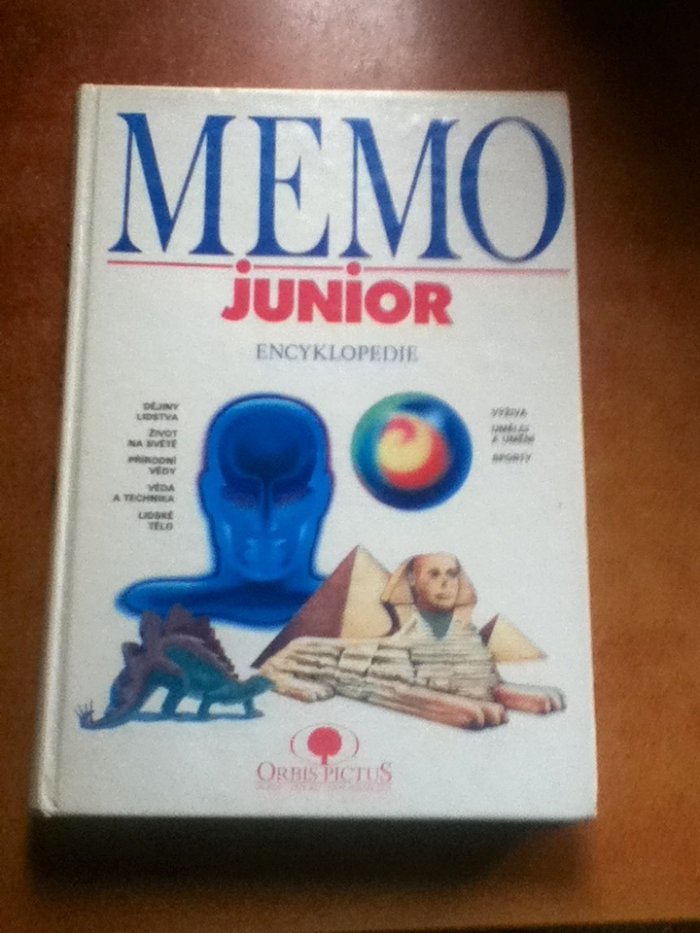 MEMO
JUNIOR
ENCYKLOPEDIE
DĚJINY
LIDSTVA
ŽIVOT
NA SVĚTĚ
PŘÍRODNÍ
VĚDY
VĚDA
A TECHNIKA
LIDSKÉ
TĚLO
VÝŽIVA
UMĚLCI
A UMĚNÍ
SPORTY
ORBIS PICTUS